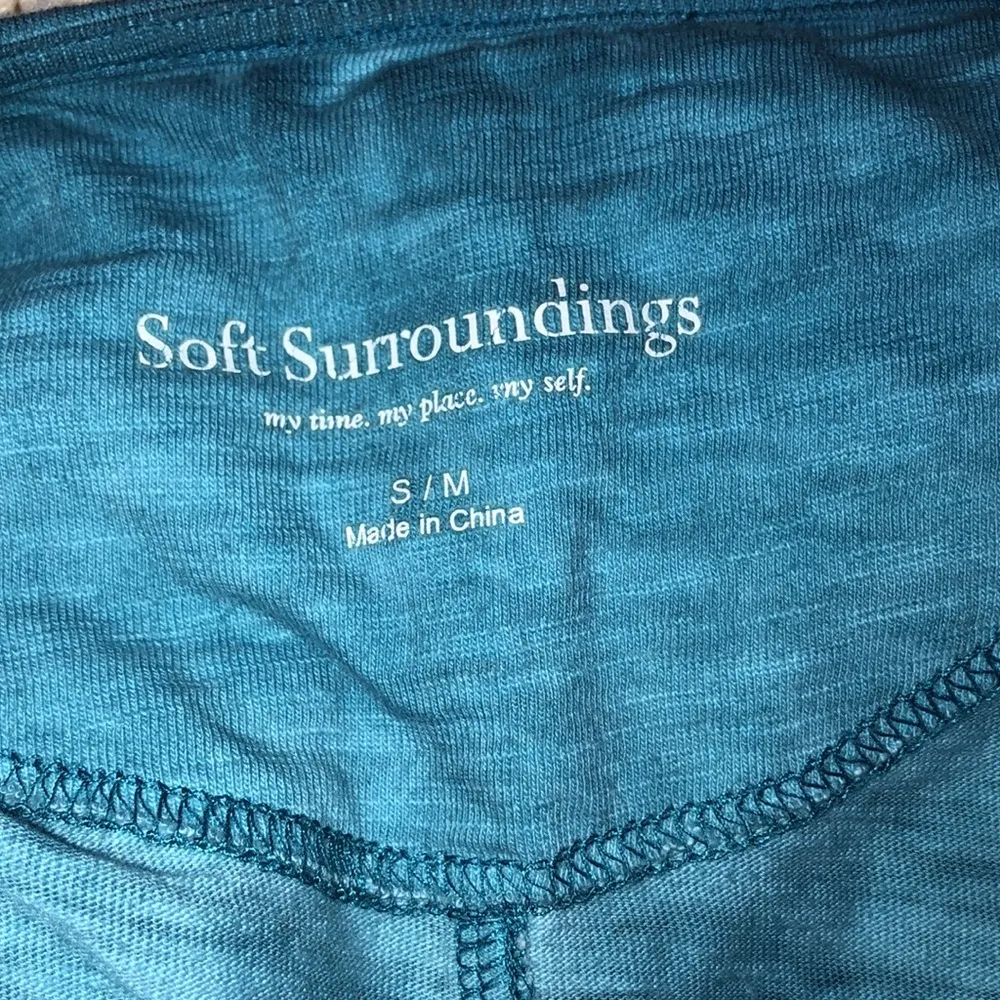 Soft Surroundings
my time. my place. my self.
S / M
Made in China